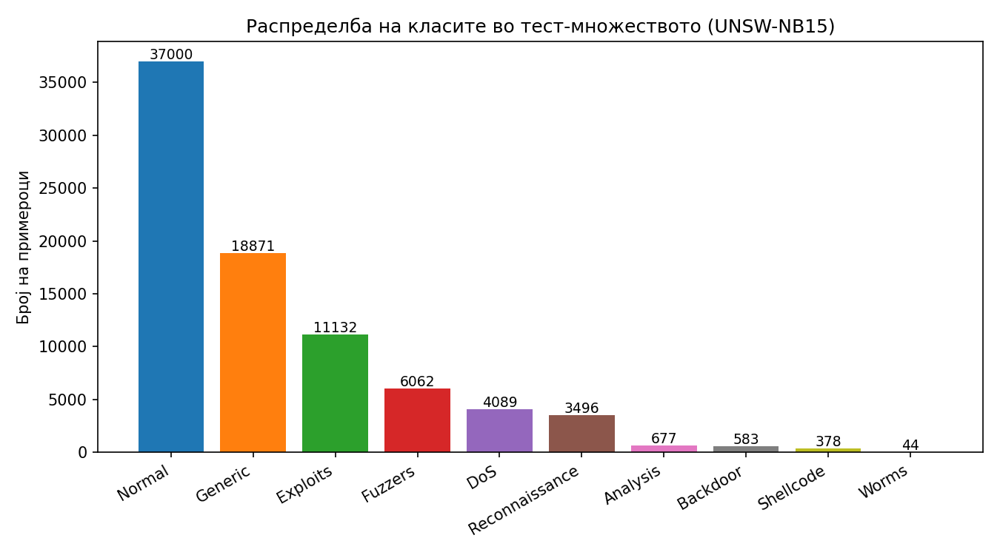 Распределба на класите во тест-множеството (UNSW-NB15)
Број на примероци
35000
30000
25000
20000
15000
10000
5000
0
37000
18871
11132
6062
4089
3496
677
583
378
44
Normal
Generic
Exploits
Fuzzers
DoS
Reconnaissance
Analysis
Backdoor
Shellcode
Worms